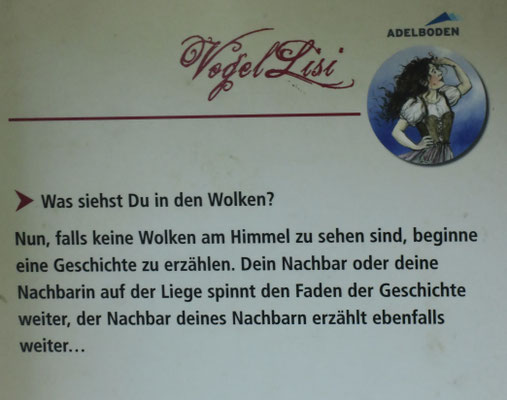 ADELBODEN
Vogel Lisi
Was siehst Du in den Wolken?
Nun, falls keine Wolken am Himmel zu sehen sind, beginne
eine Geschichte zu erzählen. Dein Nachbar oder deine
Nachbarin auf der Liege spinnt den Faden der Geschichte
weiter, der Nachbar deines Nachbarn erzählt ebenfalls
weiter…